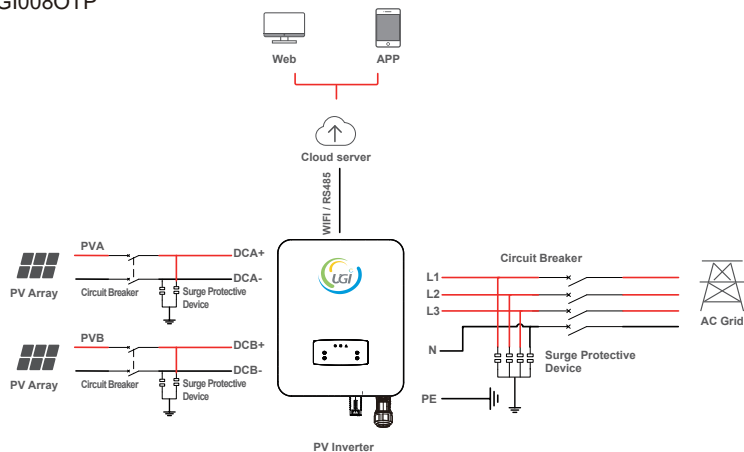 GI008OTP
Web
APP
Cloud server
WIFI / RS485
PVA
DCA+
DCA-
PV Array
Circuit Breaker
Surge Protective
Device
PVB
DCB+
DCB-
PV Array
Circuit Breaker
Surge Protective
Device
UGi
PV Inverter
Circuit Breaker
L1
L2
L3
N
PE
Surge Protective
Device
AC Grid